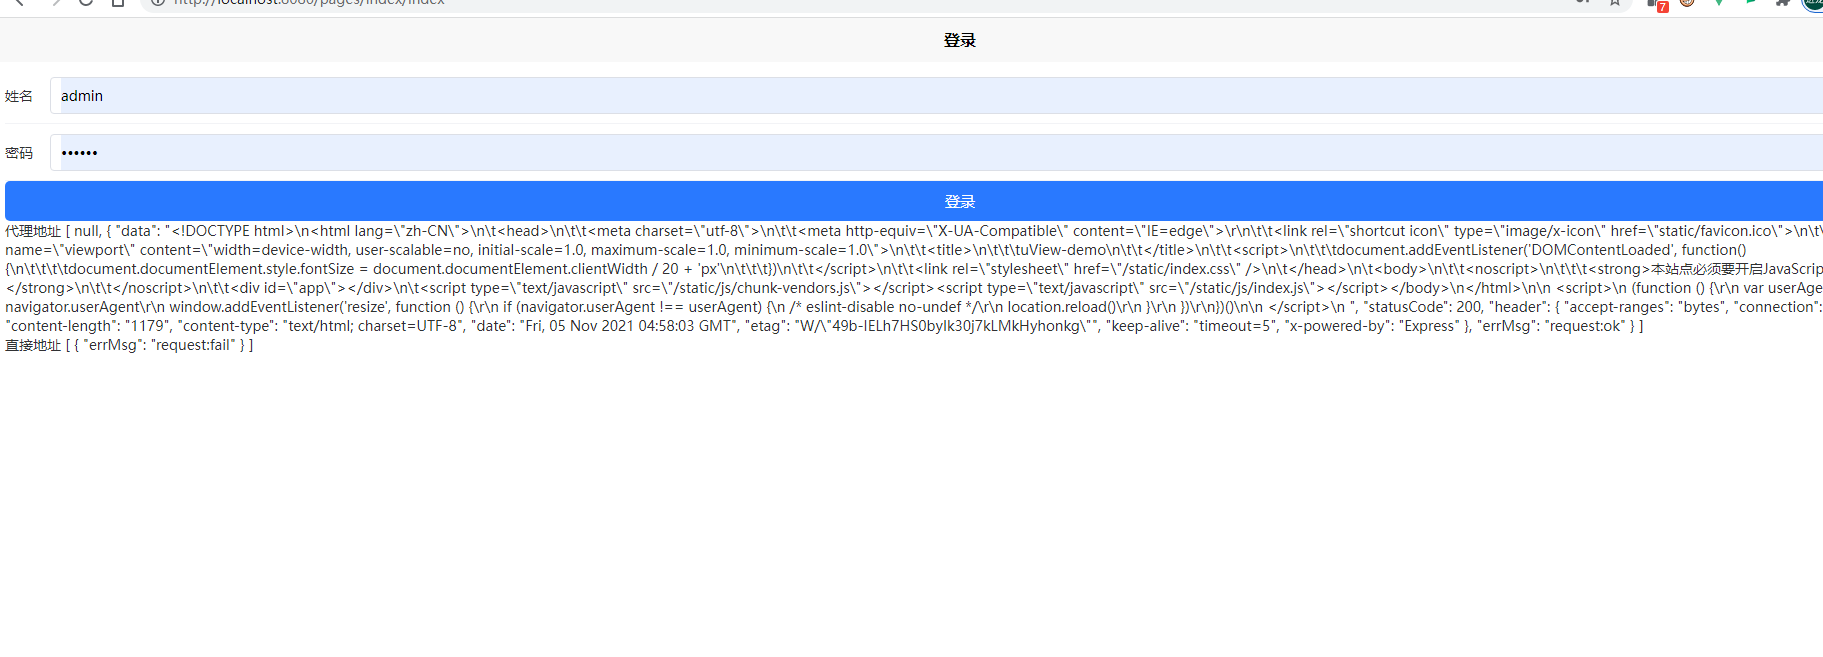 http://localhost:8080/pages/index/index
7
登录
姓名 admin
密码 ••••••
登录
代理地址 [ null, { "data": "<!DOCTYPE html>\n<html lang=\"zh-CN\">\n\t<head>\n\t\t<meta charset=\"utf-8\">\n\t\t<meta http-equiv=\"X-UA-Compatible\" content=\"IE=edge\">\r\n\t\t<link rel=\"shortcut icon\" type=\"image/x-icon\" href=\"static/favicon.ico\">\n\t\
name=\"viewport\" content=\"width=device-width, user-scalable=no, initial-scale=1.0, maximum-scale=1.0, minimum-scale=1.0\">\n\t\t<title>\n\t\t\tuView-demo\n\t\t</title>\n\t\t<script>\n\t\t\tdocument.addEventListener('DOMContentLoaded', function()
{\n\t\t\t\tdocument.documentElement.style.fontSize = document.documentElement.clientWidth / 20 + 'px'\n\t\t\t})\n\t\t</script>\n\t\t<link rel=\"stylesheet\" href=\"/static/index.css\" />\n\t</head>\n\t<body>\n\t\t<noscript>\n\t\t\t<strong>本站点必须要开启JavaScrip
</strong>\n\t\t</noscript>\n\t\t<div id=\"app\"></div>\n\t<script type=\"text/javascript\" src=\"/static/js/chunk-vendors.js\"></script><script type=\"text/javascript\" src=\"/static/js/index.js\"></script></body>\n</html>\n\n <script>\n (function () {\r\n var userAge
navigator.userAgent\r\n window.addEventListener('resize', function () {\r\n if (navigator.userAgent !== userAgent) {\n /* eslint-disable no-undef */\r\n location.reload()\r\n }\r\n })\r\n})()\n\n </script>\n ", "statusCode": 200, "header": { "accept-ranges": "bytes", "connection":
"content-length": "1179", "content-type": "text/html; charset=UTF-8", "date": "Fri, 05 Nov 2021 04:58:03 GMT", "etag": "W/\"49b-IELh7HS0bylk30j7kLMkHyhonkg\"", "keep-alive": "timeout=5", "x-powered-by": "Express" }, "errMsg": "request:ok" } ]
直接地址 [ { "errMsg": "request:fail" } ]